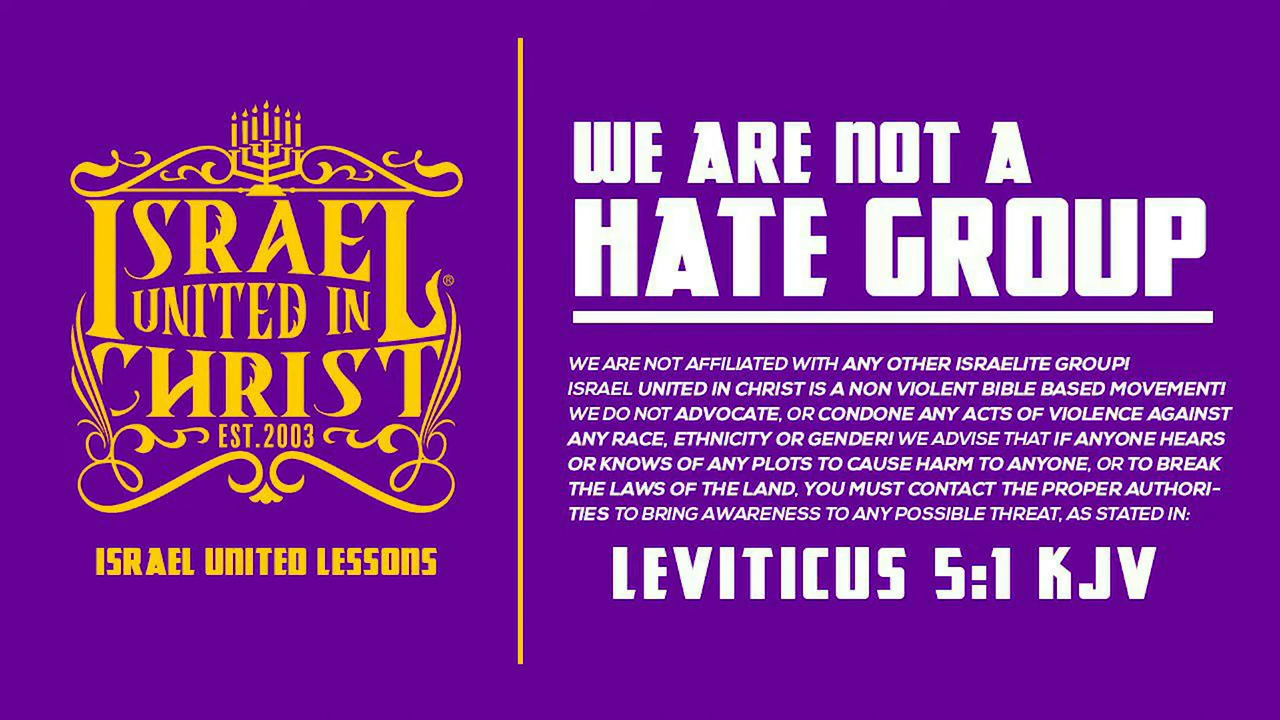 ISRAEL
UNITED IN
CHRIST
®
EST.2003
ISRAEL UNITED LESSONS
WE ARE NOT A
HATE GROUP
WE ARE NOT AFFILIATED WITH ANY OTHER ISRAELITE GROUP!
ISRAEL UNITED IN CHRIST IS A NON VIOLENT BIBLE BASED MOVEMENT!
WE DO NOT ADVOCATE, OR CONDONE ANY ACTS OF VIOLENCE AGAINST
ANY RACE, ETHNICITY OR GENDER! WE ADVISE THAT IF ANYONE HEARS
OR KNOWS OF ANY PLOTS TO CAUSE HARM TO ANYONE, OR TO BREAK
THE LAWS OF THE LAND, YOU MUST CONTACT THE PROPER AUTHORI-
TIES TO BRING AWARENESS TO ANY POSSIBLE THREAT, AS STATED IN:
LEVITICUS 5:1 KJV